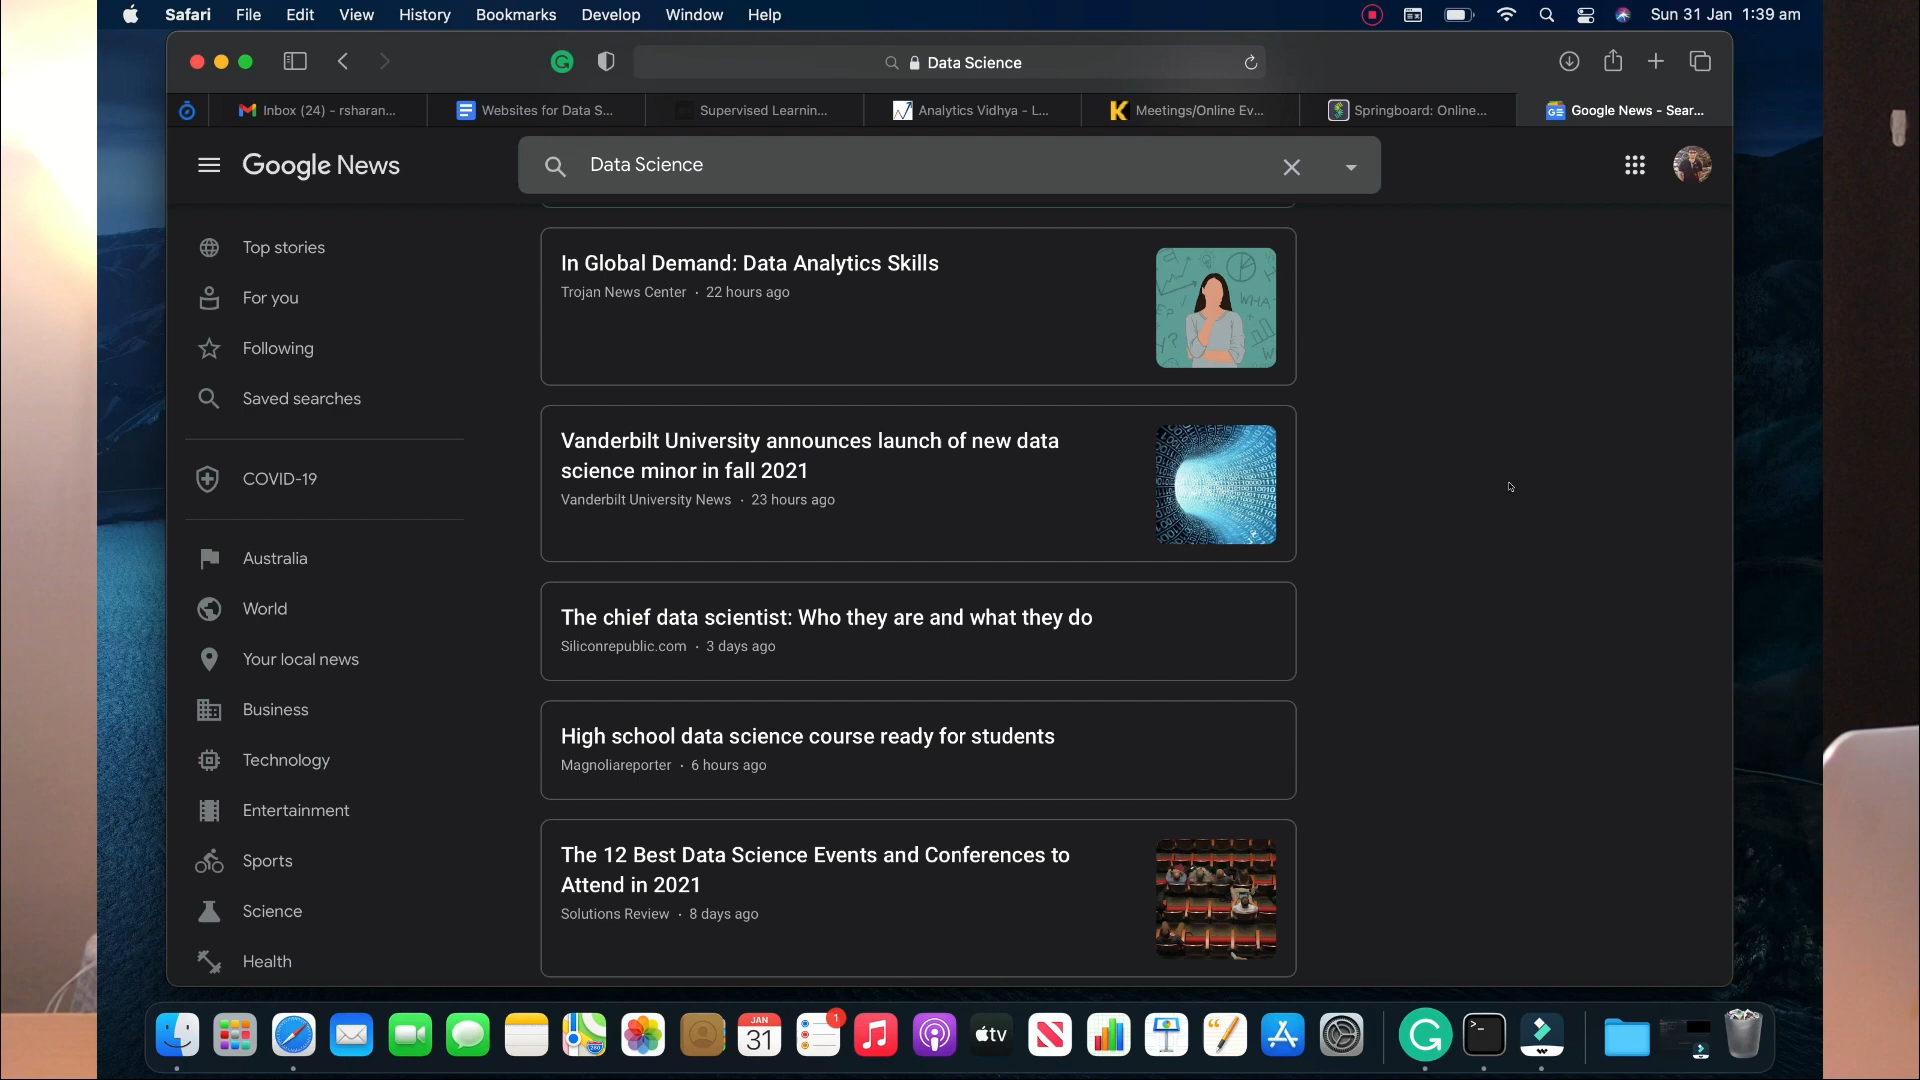 Safari File Edit View History Bookmarks Develop Window Help Sun 31 Jan 1:39 am
Data Science
Inbox (24) - rsharan... Websites for Data S... Supervised Learnin... Analytics Vidhya - L... Meetings/Online Ev... Springboard: Online... Google News - Sear...
Google News
Data Science
Top stories
For you
Following
Saved searches
COVID-19
Australia
World
Your local news
Business
Technology
Entertainment
Sports
Science
Health
In Global Demand: Data Analytics Skills
Trojan News Center · 22 hours ago
Vanderbilt University announces launch of new data
science minor in fall 2021
Vanderbilt University News · 23 hours ago
The chief data scientist: Who they are and what they do
Siliconrepublic.com · 3 days ago
High school data science course ready for students
Magnoliareporter · 6 hours ago
The 12 Best Data Science Events and Conferences to
Attend in 2021
Solutions Review · 8 days ago
JAN
31
1
tv